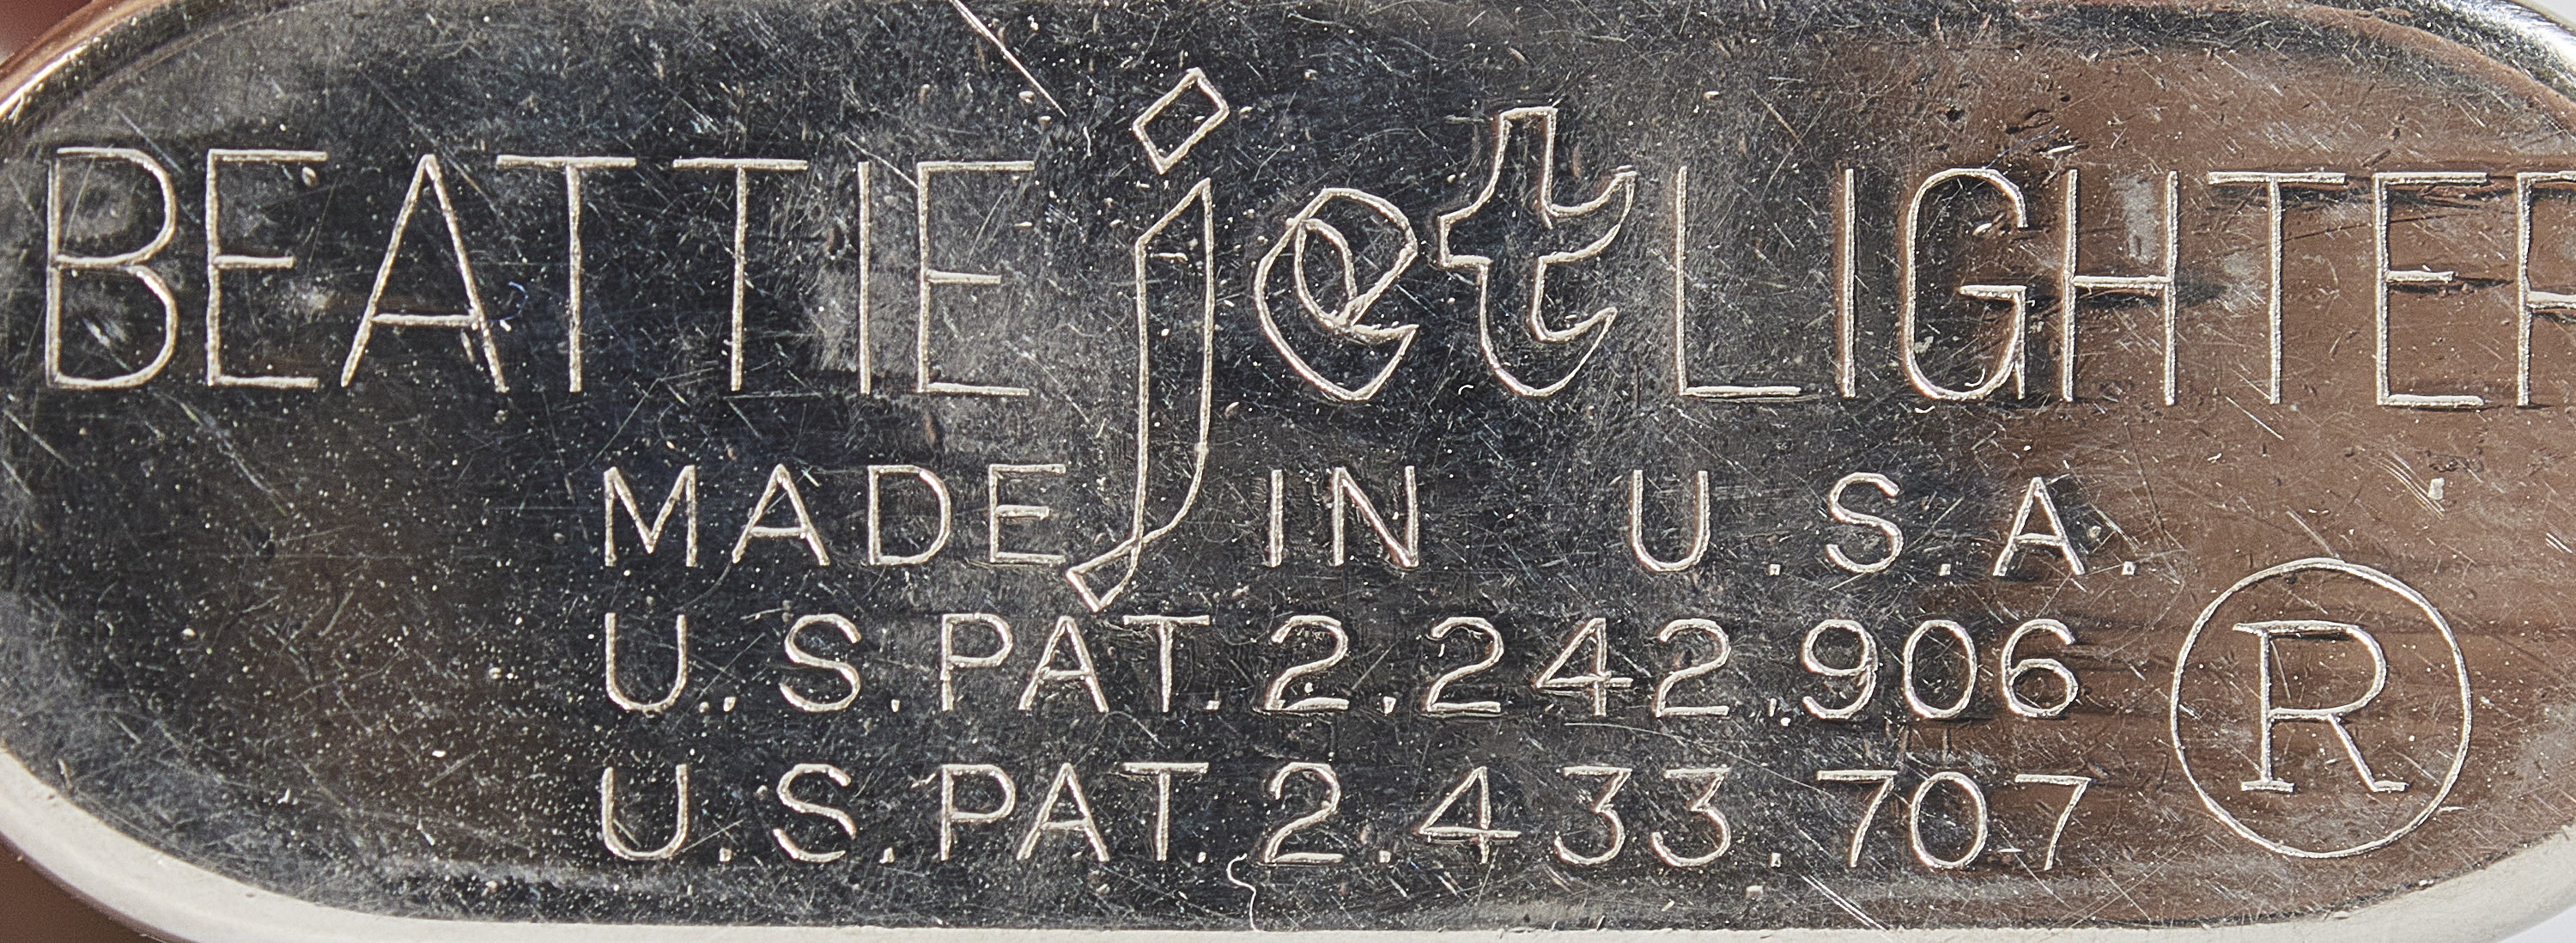 BEATTIE jet LIGHTER
MADE IN U.S.A.
U.S.PAT.2.242.906
U.S.PAT.2.433.707
®